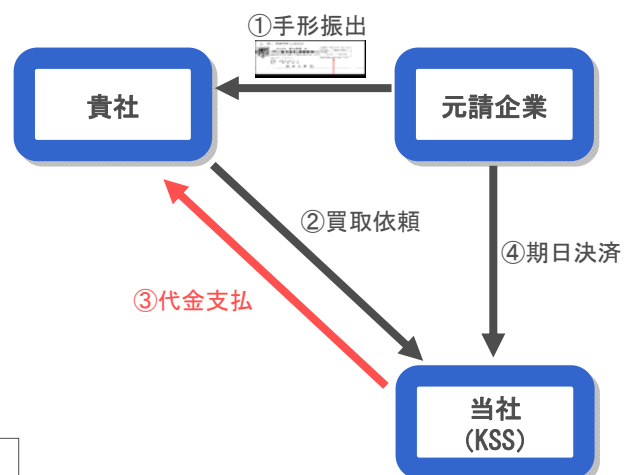 ①手形振出
貴社
元請企業
②買取依頼
④期日決済
③代金支払
当社
(KSS)